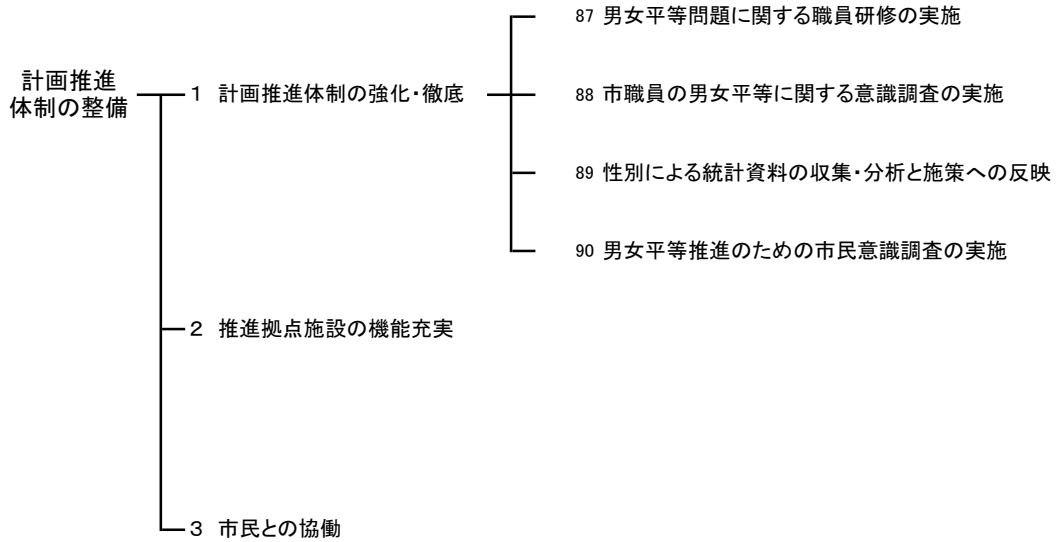 計画推進
体制の整備
1 計画推進体制の強化・徹底
87 男女平等問題に関する職員研修の実施
88 市職員の男女平等に関する意識調査の実施
89 性別による統計資料の収集・分析と施策への反映
90 男女平等推進のための市民意識調査の実施
2 推進拠点施設の機能充実
3 市民との協働